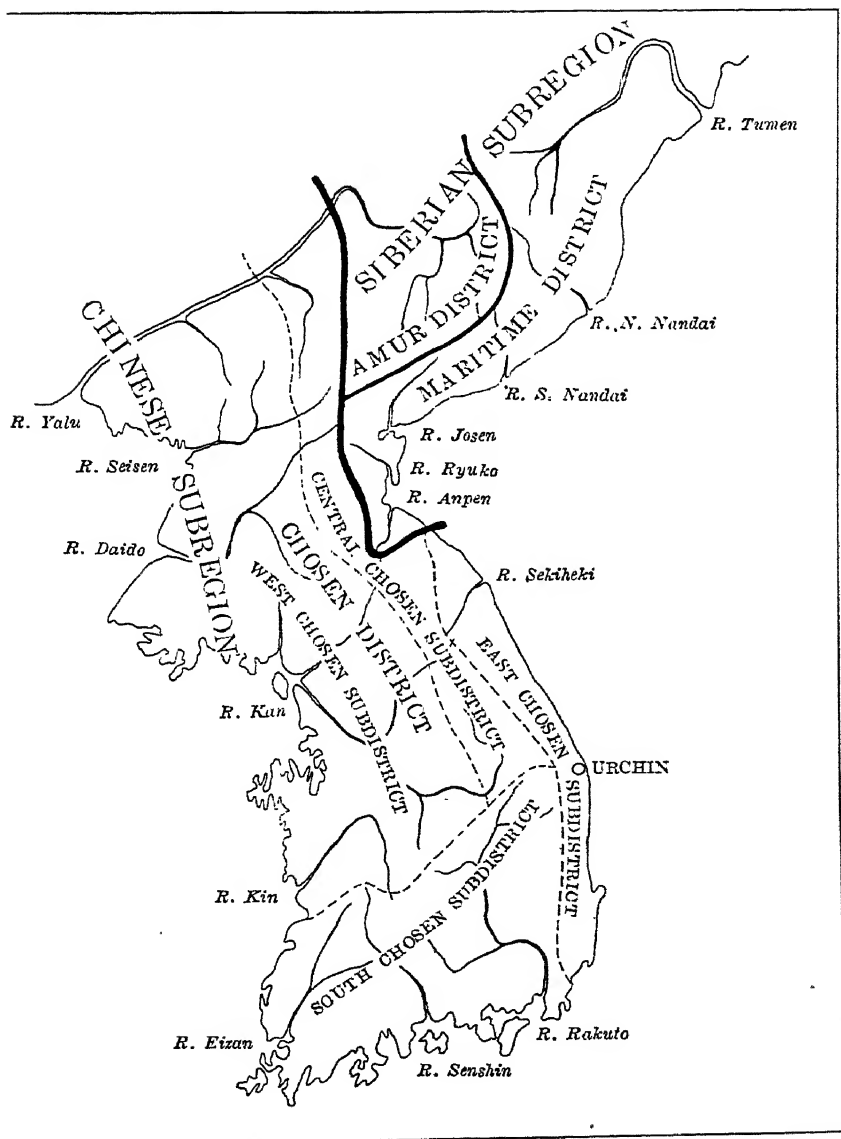 SIBERIAN SUBREGION
R. Tumen
AMUR DISTRICT
MARITIME DISTRICT
R. N. Nandai
CHINESE SUBREGION
R. S. Nandai
R. Yalu
R. Josen
R. Seisen
R. Ryuko
R. Anpen
CENTRAL CHOSEN SUBDISTRICT
CHOSEN DISTRICT
R. Daido
WEST CHOSEN SUBDISTRICT
R. Sekiheki
EAST CHOSEN SUBDISTRICT
R. Kan
URCHIN
R. Kin
SOUTH CHOSEN SUBDISTRICT
R. Eizan
R. Rakuto
R. Senshin